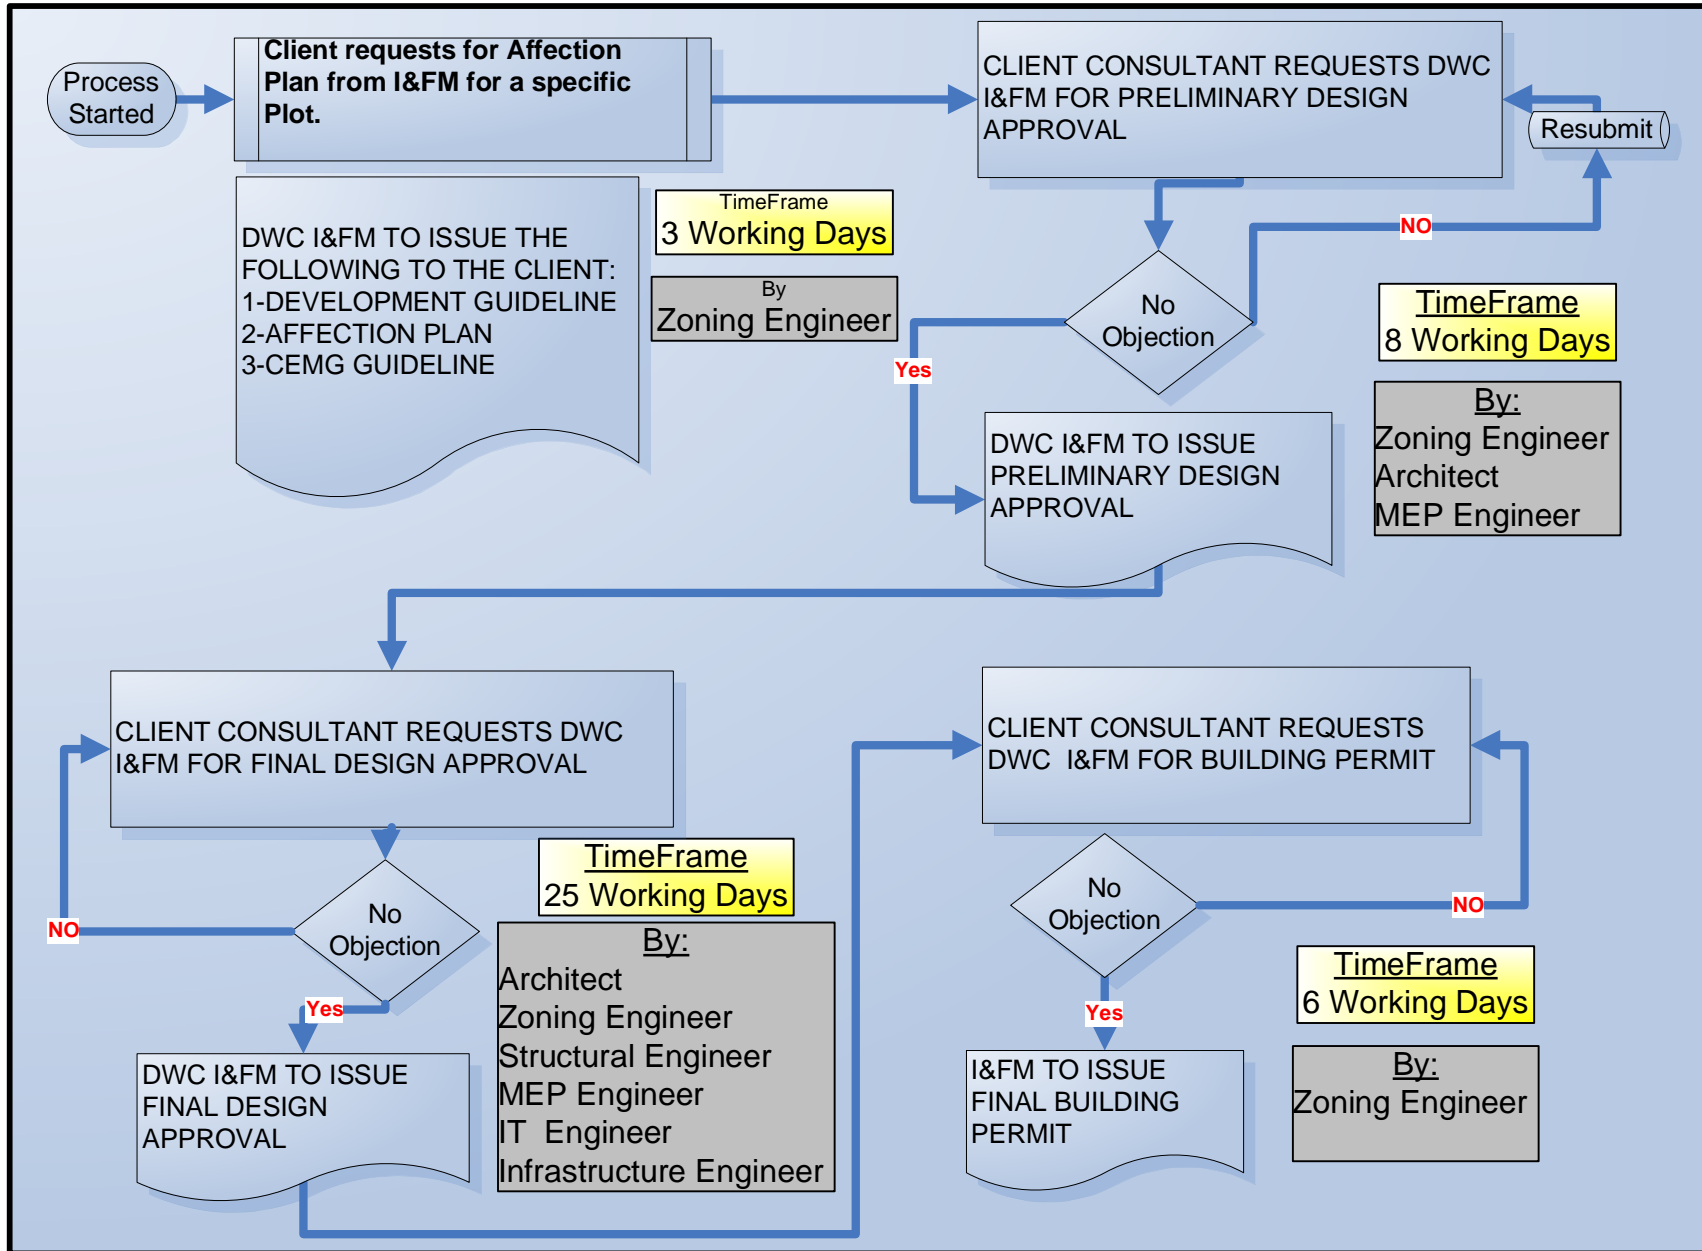 Process
Started
Client requests for Affection
Plan from I&FM for a specific
Plot.
CLIENT CONSULTANT REQUESTS DWC
I&FM FOR PRELIMINARY DESIGN
APPROVAL
Resubmit
DWC I&FM TO ISSUE THE
FOLLOWING TO THE CLIENT:
1-DEVELOPMENT GUIDELINE
2-AFFECTION PLAN
3-CEMG GUIDELINE
TimeFrame
3 Working Days
By
Zoning Engineer
NO
No
Objection
Yes
TimeFrame
8 Working Days
By:
Zoning Engineer
Architect
MEP Engineer
DWC I&FM TO ISSUE
PRELIMINARY DESIGN
APPROVAL
CLIENT CONSULTANT REQUESTS DWC
I&FM FOR FINAL DESIGN APPROVAL
NO
No
Objection
Yes
TimeFrame
25 Working Days
By:
Architect
Zoning Engineer
Structural Engineer
MEP Engineer
IT  Engineer
Infrastructure Engineer
DWC I&FM TO ISSUE
FINAL DESIGN
APPROVAL
CLIENT CONSULTANT REQUESTS
DWC  I&FM FOR BUILDING PERMIT
No
Objection
NO
Yes
TimeFrame
6 Working Days
By:
Zoning Engineer
I&FM TO ISSUE
FINAL BUILDING
PERMIT